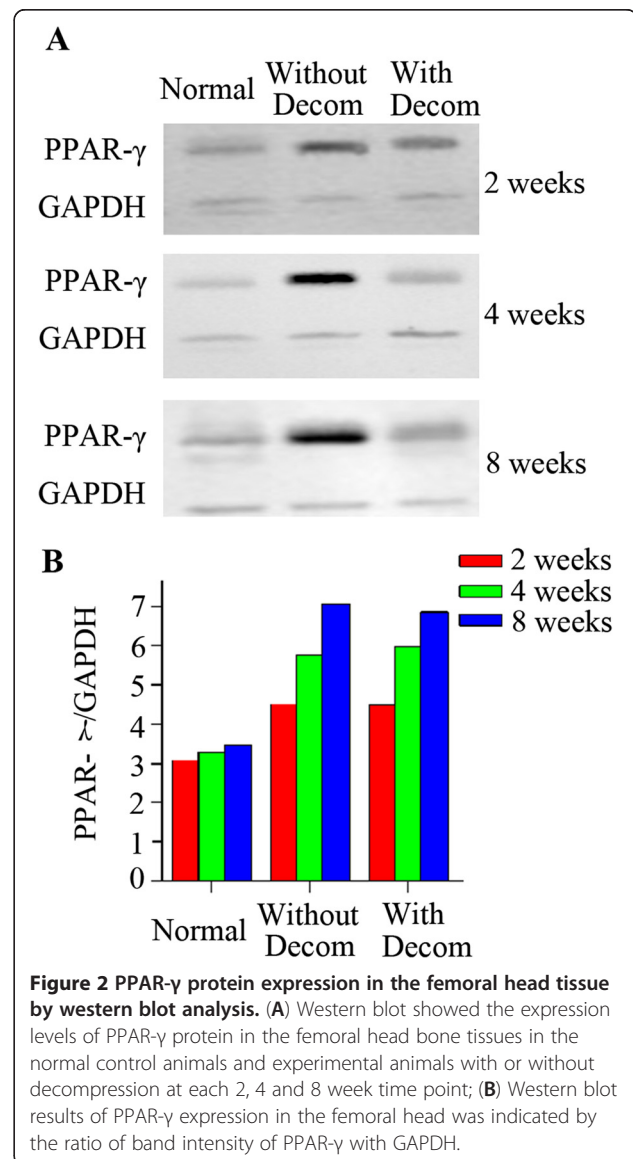 A
Normal Without Decom With Decom
PPAR-γ
GAPDH
2 weeks
PPAR-γ
GAPDH
4 weeks
PPAR-γ
GAPDH
8 weeks
B
2 weeks
4 weeks
8 weeks
PPAR- γ/GAPDH
7
6
5
4
3
2
1
0
Normal Without Decom With Decom
Figure 2 PPAR-γ protein expression in the femoral head tissue
by western blot analysis. (A) Western blot showed the expression
levels of PPAR-γ protein in the femoral head bone tissues in the
normal control animals and experimental animals with or without
decompression at each 2, 4 and 8 week time point; (B) Western blot
results of PPAR-γ expression in the femoral head was indicated by
the ratio of band intensity of PPAR-γ with GAPDH.